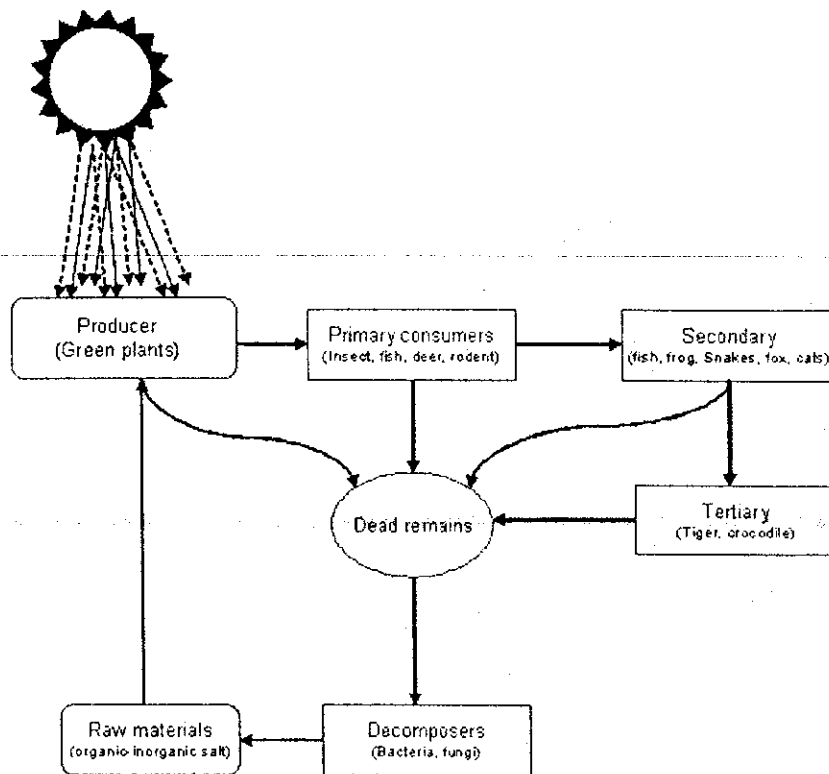 Producer
(Green plants)
Primary consumers
(Insect, fish, deer, rodent)
Secondary
(fish, frog, Snakes, fox, cats)
Dead remains
Tertiary
(Tiger, crocodile)
Raw materials
(organic-inorganic salt)
Decomposers
(Bacteria, fungi)